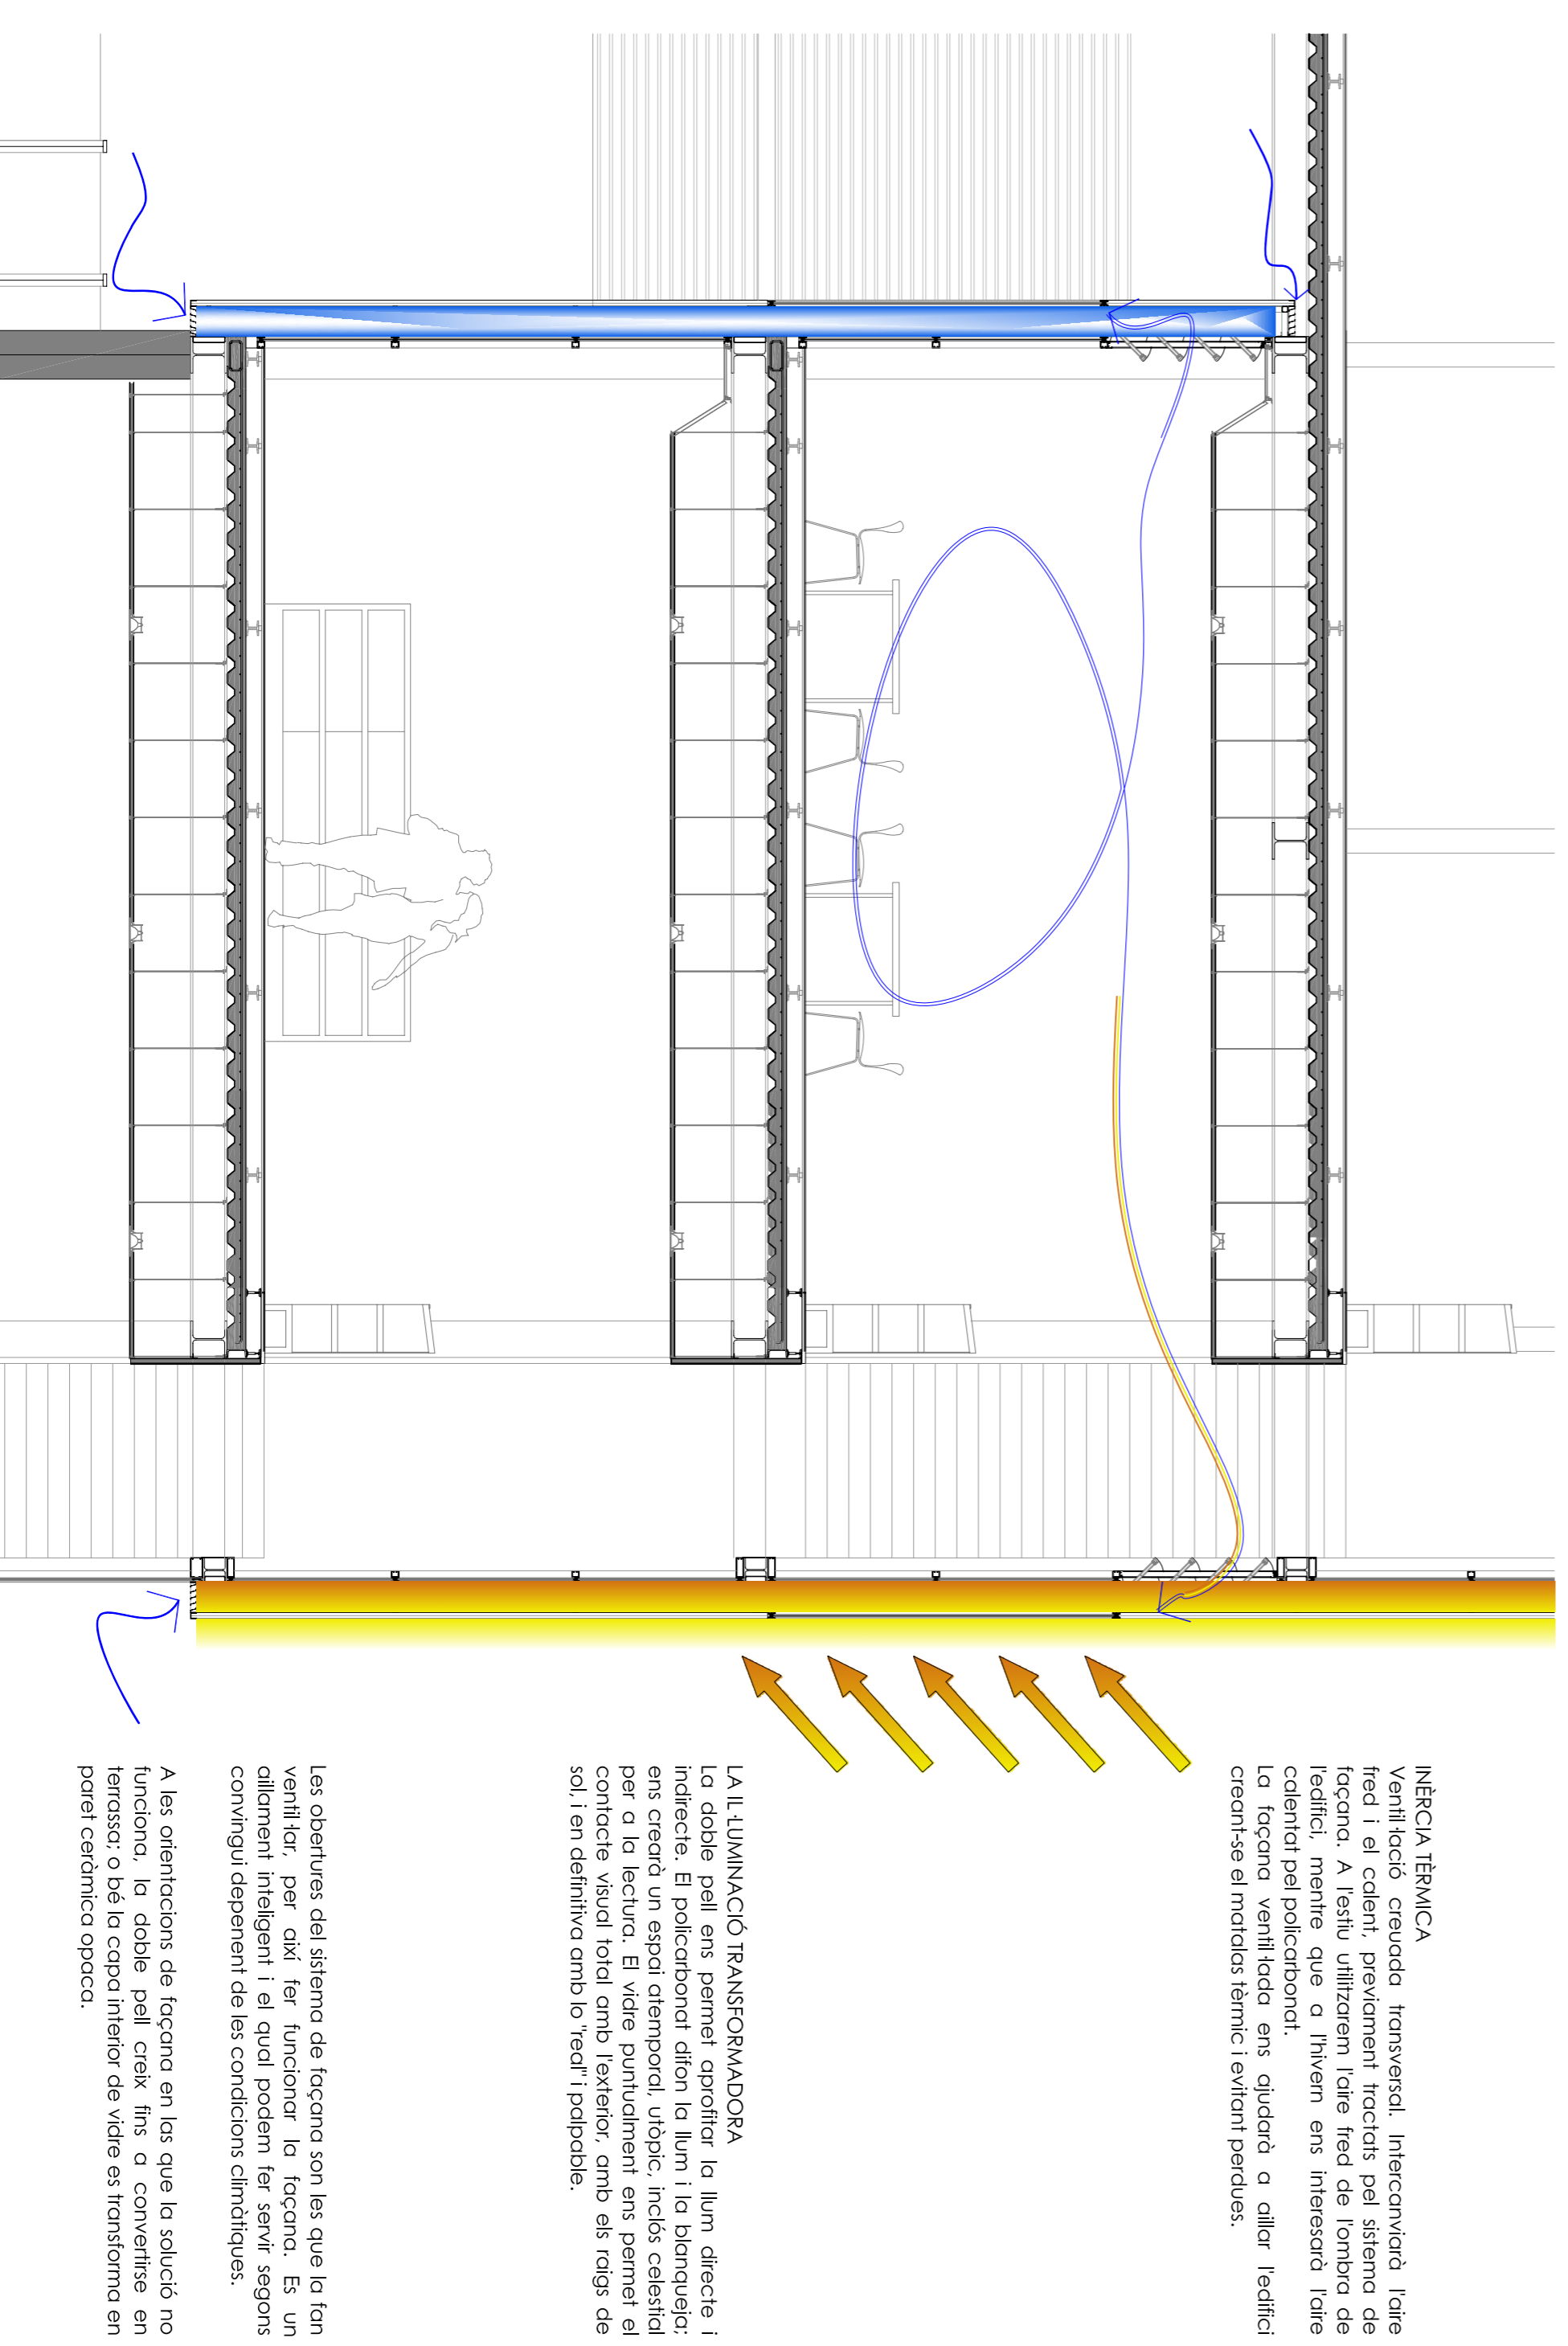 INÈRCIA TÈRMICA
Ventil·lació creuada transversal. Intercanviarà l'aire
fred i el calent, previament tractats pel sistema de
façana. A l'estiu utilitzarem l'aire fred de l'ombra de
l'edifici, mentre que a l'hivern ens interesarà l'aire
calentat pel policarbonat.
La façana ventil·lada ens ajudarà a aillar l'edifici
creant-se el matalas tèrmic i evitant perdues.
LA IL·LUMINACIÓ TRANSFORMADORA
La doble pell ens permet aprofitar la llum directe i
indirecte. El policarbonat difon la llum i la blanqueja;
ens crearà un espai atemporal, utòpic, inclós celestial
per a la lectura. El vidre puntualment ens permet el
contacte visual total amb l'exterior, amb els raigs de
sol, i en definitiva amb lo "real" i palpable.
Les obertures del sistema de façana son les que la fan
ventil·lar, per així fer funcionar la façana. Es un
aillament inteligent i el qual podem fer servir segons
convingui depenent de les condicions climàtiques.
A les orientacions de façana en las que la solució no
funciona, la doble pell creix fins a convertirse en
terrassa; o bé la capa interior de vidre es transforma en
paret ceràmica opaca.